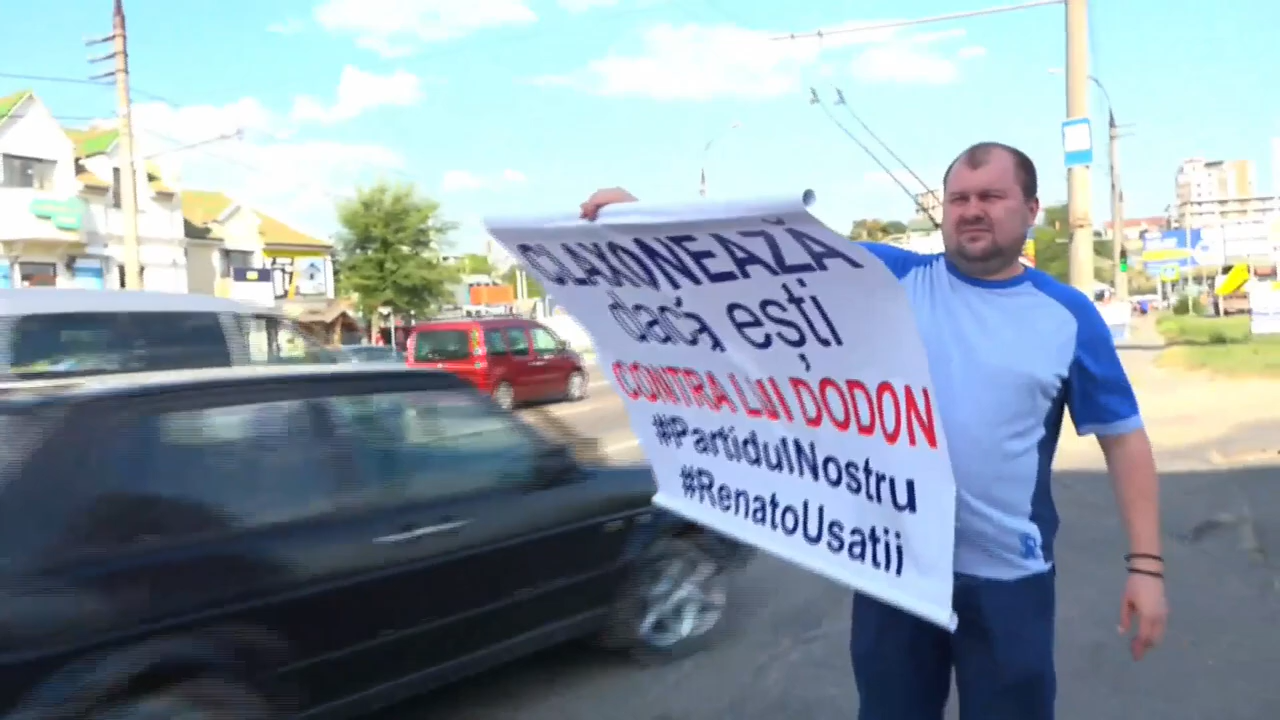 CLAXONEAZĂ
dacă ești
CONTRA LUI DODON
#PartidulNostru
#RenatoUsatii